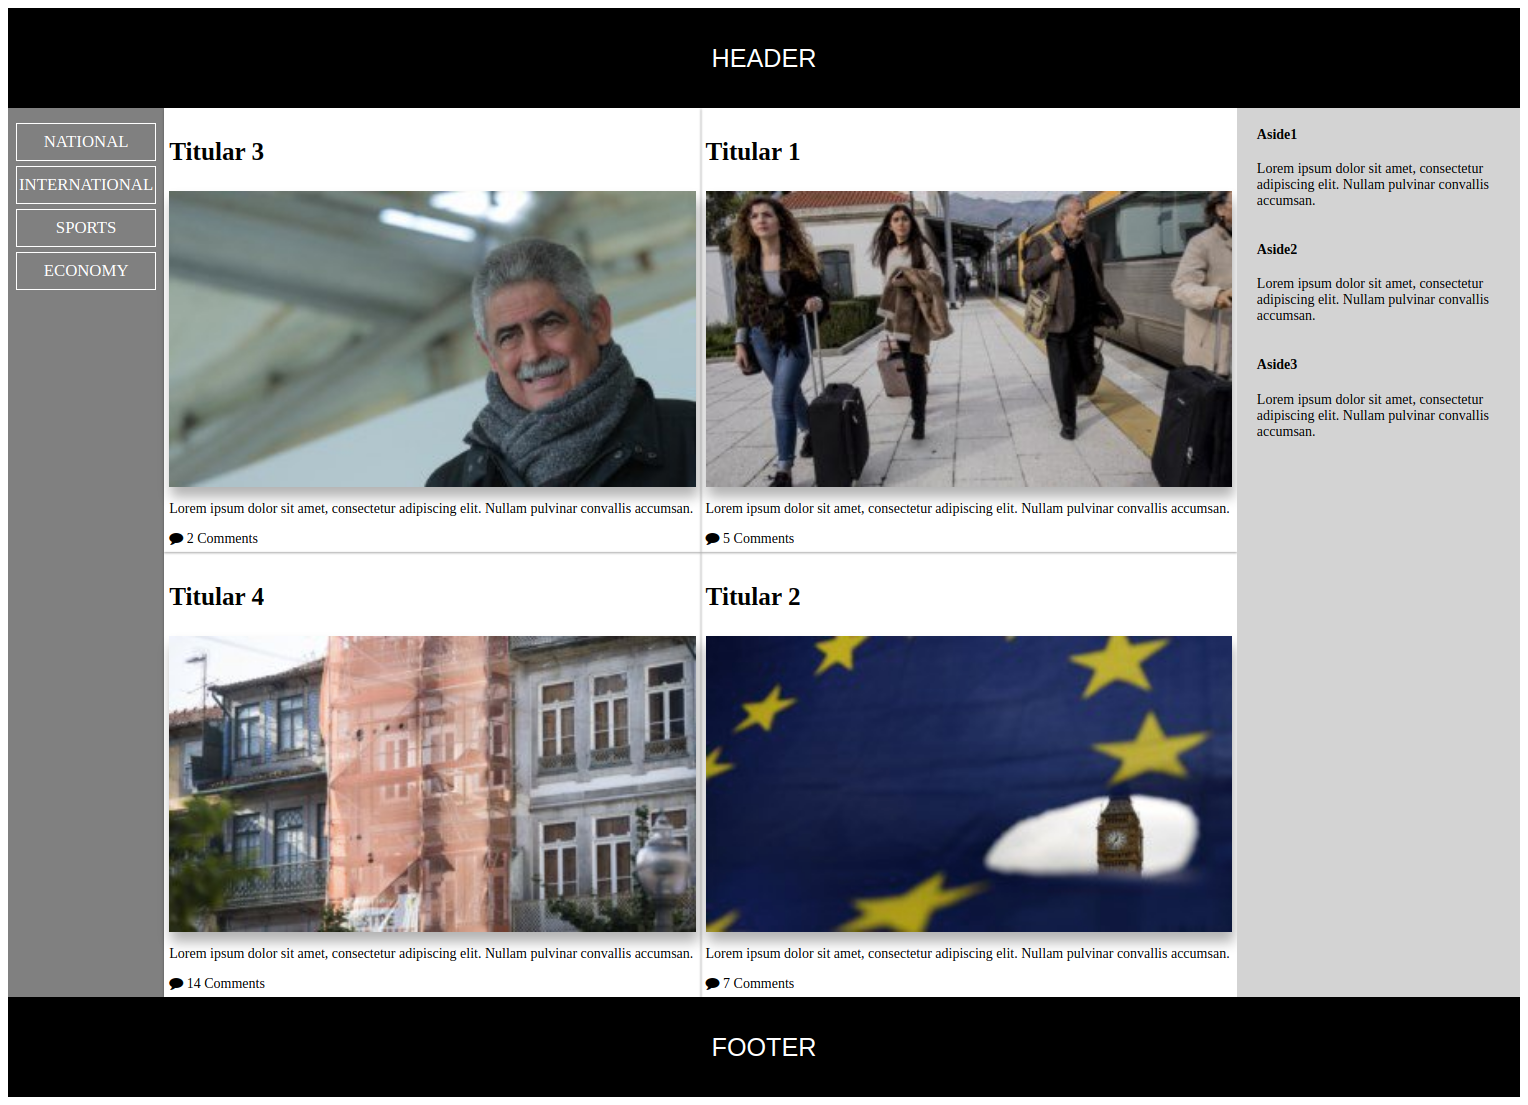 HEADER
NATIONAL
INTERNATIONAL
SPORTS
ECONOMY
Titular 3
Lorem ipsum dolor sit amet, consectetur adipiscing elit. Nullam pulvinar convallis accumsan.
2 Comments
Titular 1
Lorem ipsum dolor sit amet, consectetur adipiscing elit. Nullam pulvinar convallis accumsan.
5 Comments
Titular 4
SITE
Lorem ipsum dolor sit amet, consectetur adipiscing elit. Nullam pulvinar convallis accumsan.
14 Comments
Titular 2
Lorem ipsum dolor sit amet, consectetur adipiscing elit. Nullam pulvinar convallis accumsan.
7 Comments
Aside1
Lorem ipsum dolor sit amet, consectetur
adipiscing elit. Nullam pulvinar convallis
accumsan.
Aside2
Lorem ipsum dolor sit amet, consectetur
adipiscing elit. Nullam pulvinar convallis
accumsan.
Aside3
Lorem ipsum dolor sit amet, consectetur
adipiscing elit. Nullam pulvinar convallis
accumsan.
FOOTER